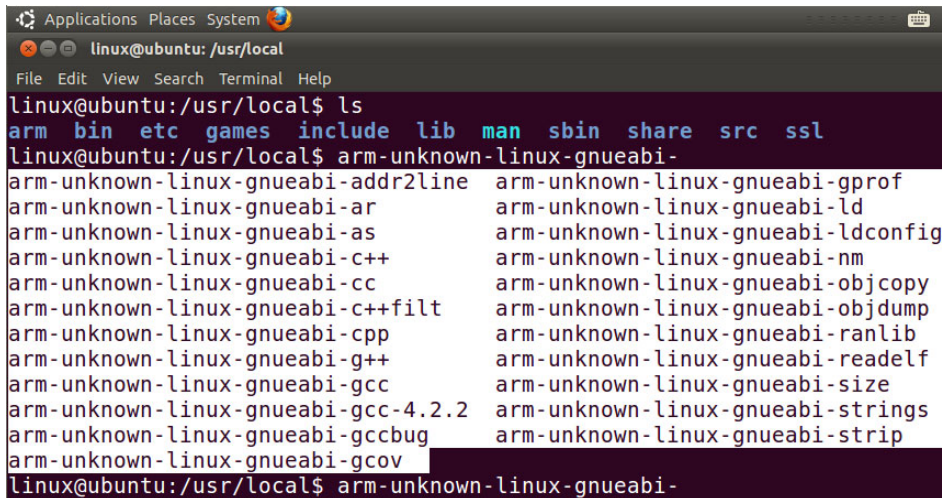 Applications Places System
linux@ubuntu: /usr/local
File Edit View Search Terminal Help
linux@ubuntu:/usr/local$ ls
arm bin etc games include lib man sbin share src ssl
linux@ubuntu:/usr/local$ arm-unknown-linux-gnueabi-
arm-unknown-linux-gnueabi-addr2line arm-unknown-linux-gnueabi-gprof
arm-unknown-linux-gnueabi-ar arm-unknown-linux-gnueabi-ld
arm-unknown-linux-gnueabi-as arm-unknown-linux-gnueabi-ldconfig
arm-unknown-linux-gnueabi-c++ arm-unknown-linux-gnueabi-nm
arm-unknown-linux-gnueabi-cc arm-unknown-linux-gnueabi-objcopy
arm-unknown-linux-gnueabi-c++filt arm-unknown-linux-gnueabi-objdump
arm-unknown-linux-gnueabi-cpp arm-unknown-linux-gnueabi-ranlib
arm-unknown-linux-gnueabi-g++ arm-unknown-linux-gnueabi-readelf
arm-unknown-linux-gnueabi-gcc arm-unknown-linux-gnueabi-size
arm-unknown-linux-gnueabi-gcc-4.2.2 arm-unknown-linux-gnueabi-strings
arm-unknown-linux-gnueabi-gccbug arm-unknown-linux-gnueabi-strip
arm-unknown-linux-gnueabi-gcov
linux@ubuntu:/usr/local$ arm-unknown-linux-gnueabi-